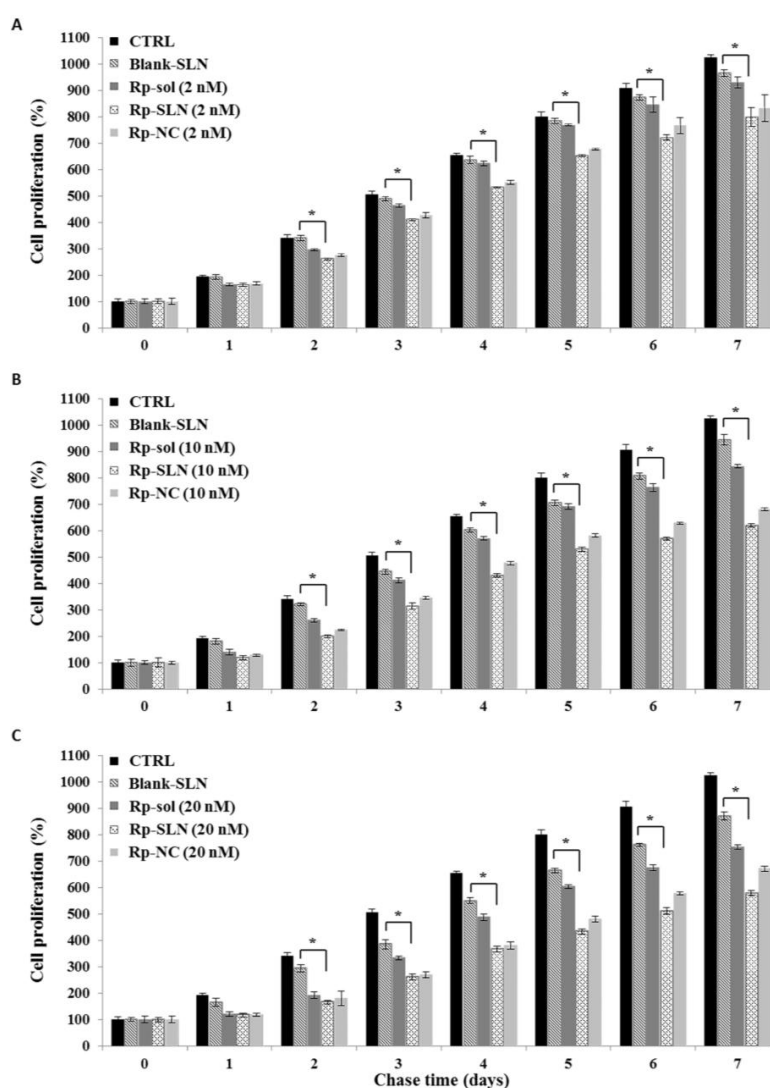 A
Cell proliferation (%)
1100
1000
900
800
700
600
500
400
300
200
100
0
CTRL
Blank-SLN
Rp-sol (2 nM)
Rp-SLN (2 nM)
Rp-NC (2 nM)
* * * * * *
0 1 2 3 4 5 6 7
B
Cell proliferation (%)
1100
1000
900
800
700
600
500
400
300
200
100
0
CTRL
Blank-SLN
Rp-sol (10 nM)
Rp-SLN (10 nM)
Rp-NC (10 nM)
* * * * * *
0 1 2 3 4 5 6 7
C
Cell proliferation (%)
1100
1000
900
800
700
600
500
400
300
200
100
0
CTRL
Blank-SLN
Rp-sol (20 nM)
Rp-SLN (20 nM)
Rp-NC (20 nM)
* * * * * *
0 1 2 3 4 5 6 7
Chase time (days)